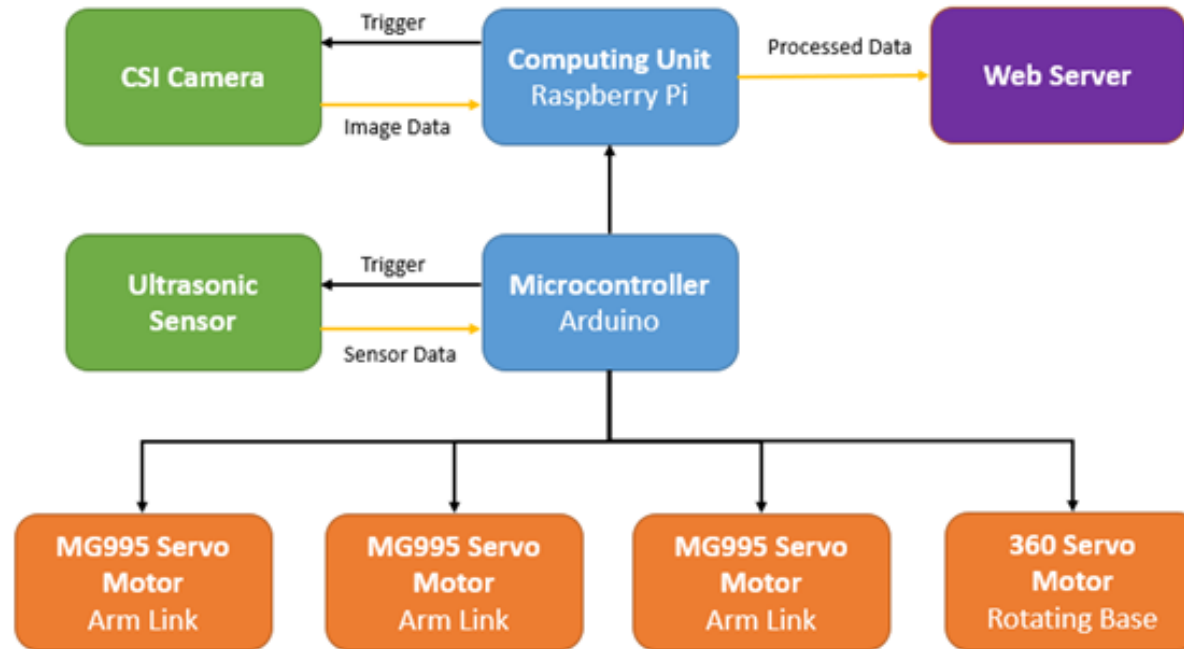 Trigger
CSI Camera
Image Data
Computing Unit
Raspberry Pi
Processed Data
Web Server
Ultrasonic
Sensor
Trigger
Sensor Data
Microcontroller
Arduino
MG995 Servo
Motor
Arm Link
MG995 Servo
Motor
Arm Link
MG995 Servo
Motor
Arm Link
360 Servo
Motor
Rotating Base